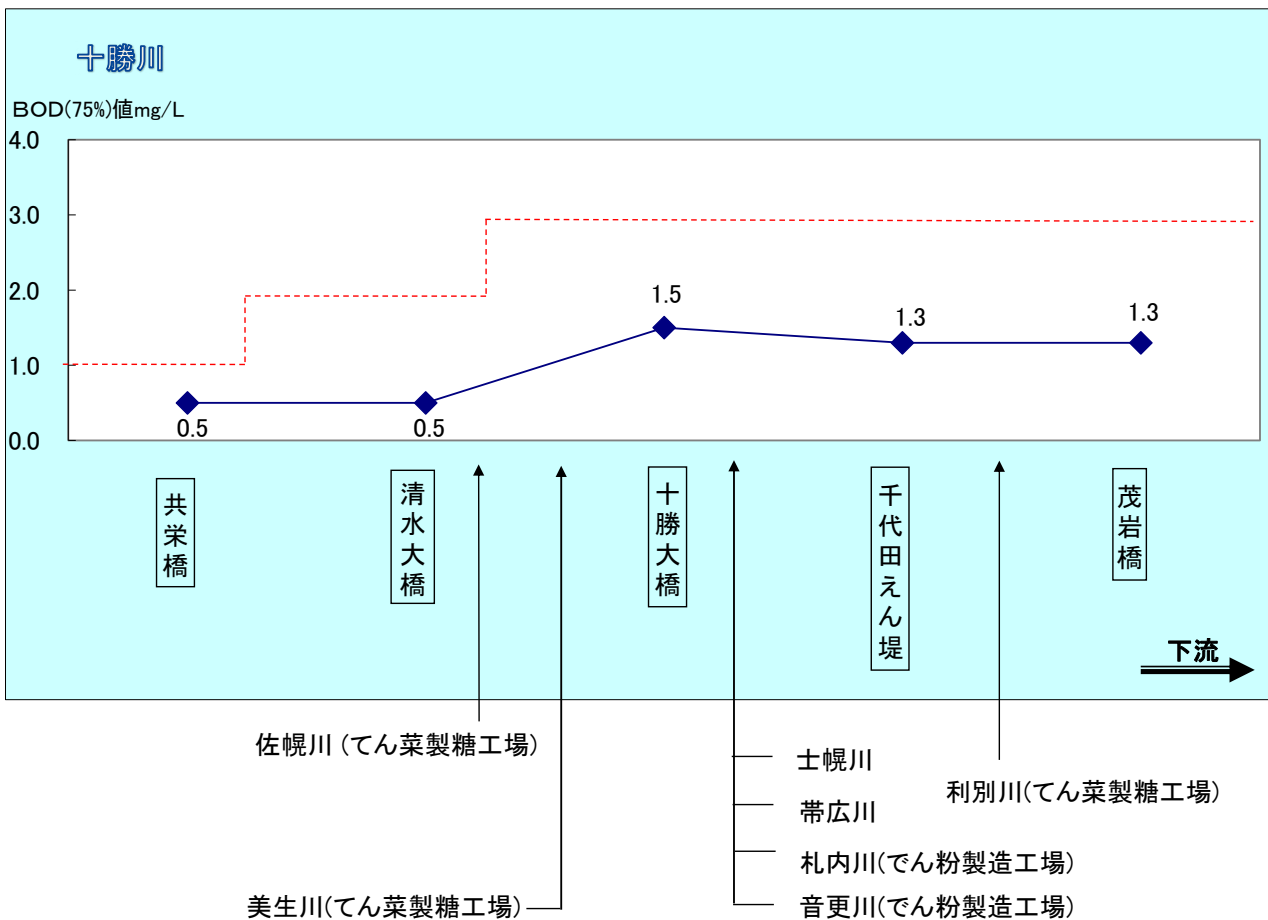 十勝川
BOD(75%)値mg/L
4.0
3.0
2.0
1.0
0.0
0.5
0.5
1.5
1.3
1.3
共栄橋
清水大橋
十勝大橋
千代田えん堤
茂岩橋
下流
佐幌川(てん菜製糖工場)
士幌川
利別川(てん菜製糖工場)
帯広川
札内川(でん粉製造工場)
美生川(てん菜製糖工場)
音更川(でん粉製造工場)